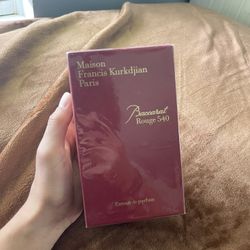 Maison
Francis Kurkdjian
Paris
Baccarat
Rouge 540
Extrait de parfum